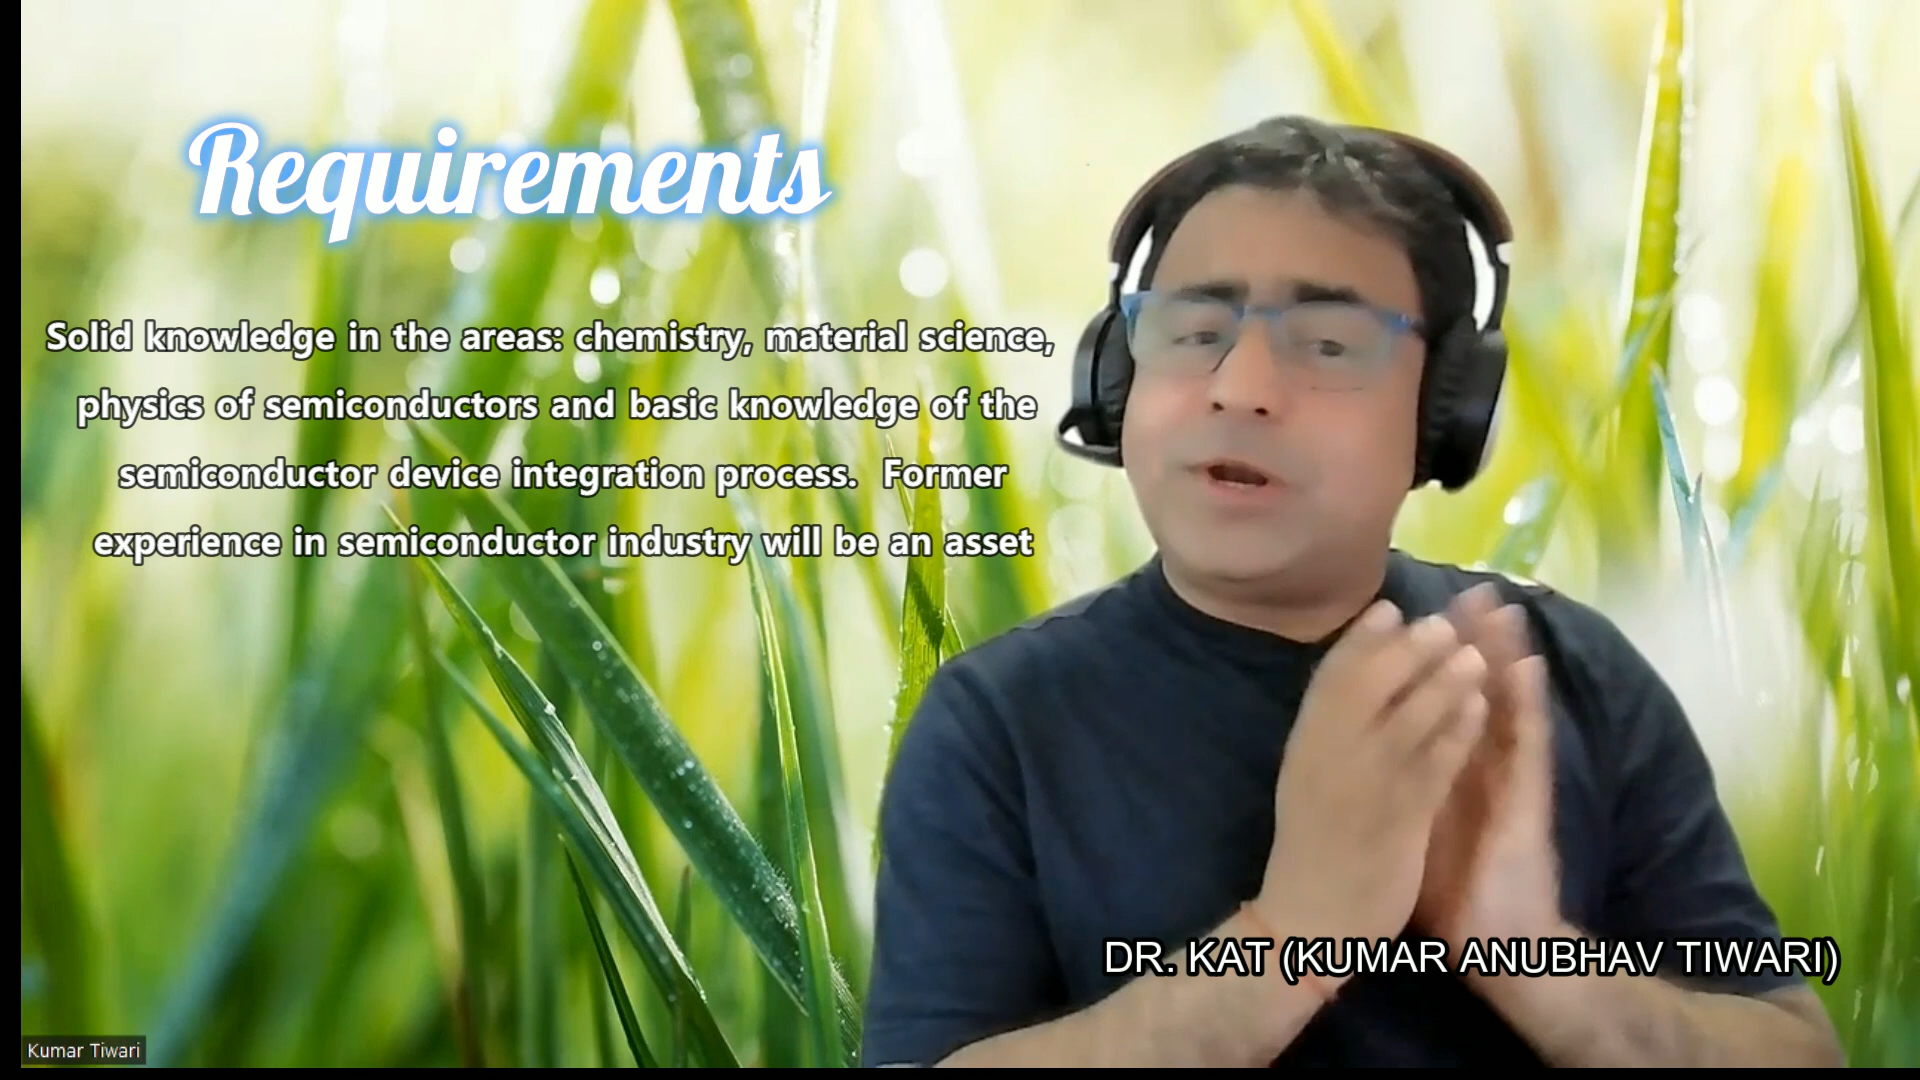 Requirements
Solid knowledge in the areas: chemistry, material science,
physics of semiconductors and basic knowledge of the
semiconductor device integration process.  Former
experience in semiconductor industry will be an asset
DR. KAT (KUMAR ANUBHAV TIWARI)
Kumar Tiwari